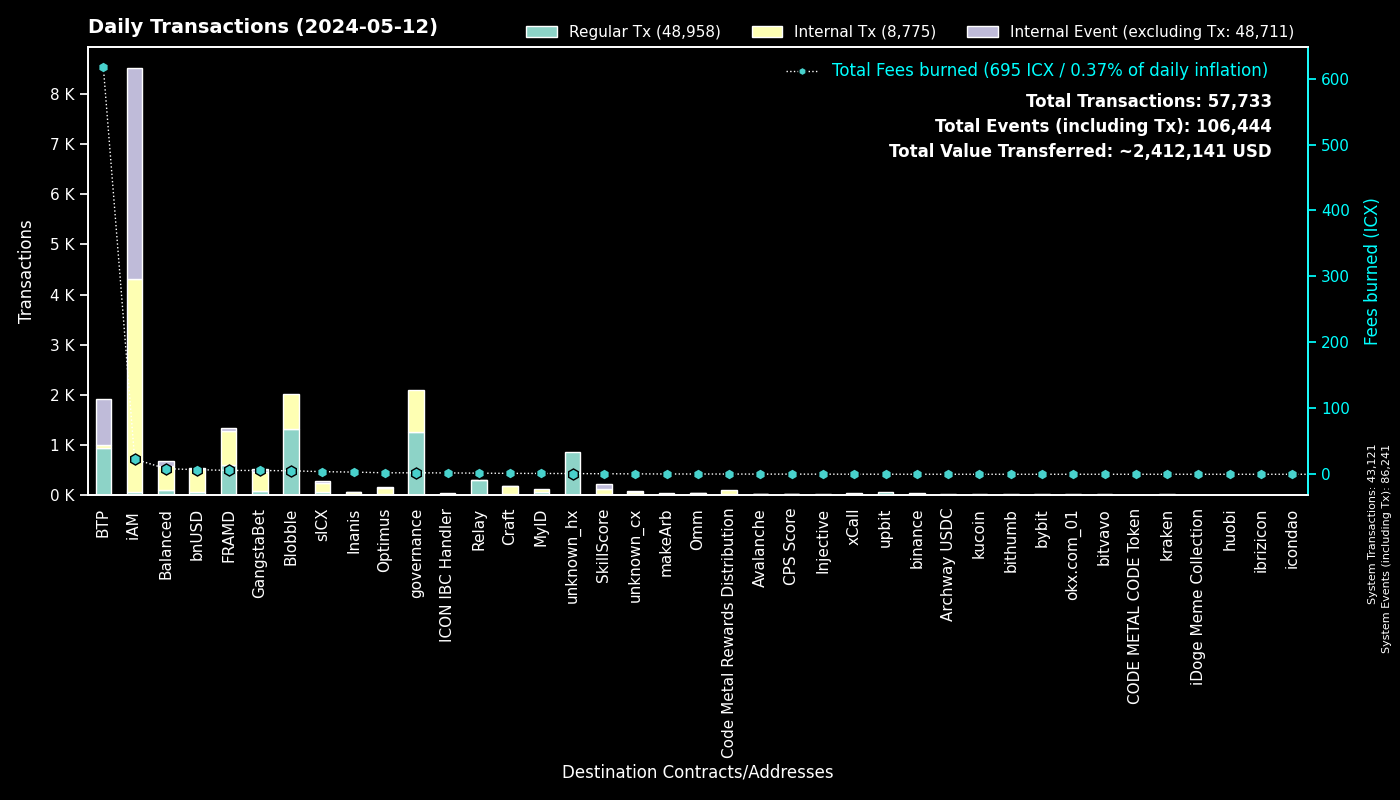 Daily Transactions (2024-05-12)
Regular Tx (48,958)
Internal Tx (8,775)
Internal Event (excluding Tx: 48,711)
Total Fees burned (695 ICX / 0.37% of daily inflation)
Total Transactions: 57,733
Total Events (including Tx): 106,444
Total Value Transferred: ~2,412,141 USD
Transactions
8 K
7 K
6 K
5 K
4 K
3 K
2 K
1 K
0 K
600
500
400
300
200
100
0
Fees burned (ICX)
BTP
iAM
Balanced
bnUSD
FRAMD
GangstaBet
Blobble
sICX
Inanis
Optimus
governance
ICON IBC Handler
Relay
Craft
MyID
unknown_hx
SkillScore
unknown_cx
makeArb
Omm
Code Metal Rewards Distribution
Avalanche
CPS Score
Injective
xCall
upbit
binance
Archway USDC
kucoin
bithumb
bybit
okx.com_01
bitvavo
CODE METAL CODE Token
kraken
iDoge Meme Collection
huobi
ibrizicon
icondao
Destination Contracts/Addresses
System Transactions: 43,121
System Events (including Tx): 86,241